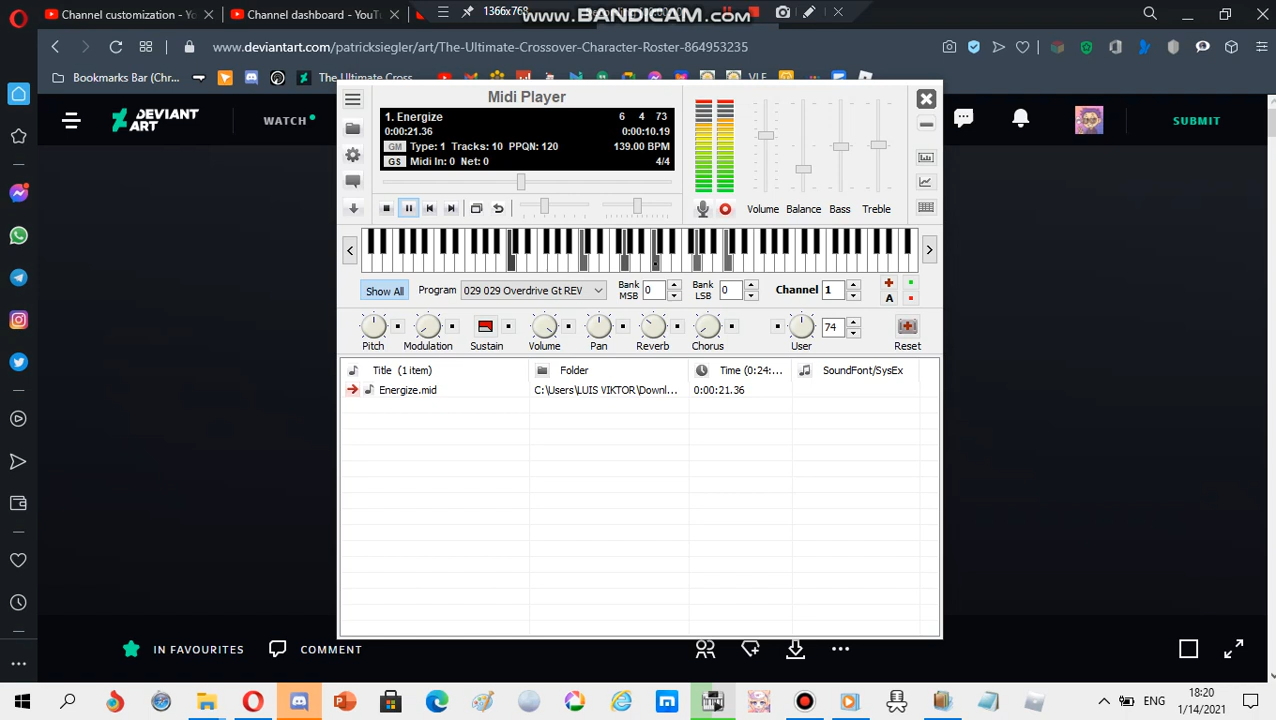 Channel customization - Yo
Channel dashboard - YouT
1366x768
www.BANDICAM.com
www.deviantart.com/patricksiegler/art/The-Ultimate-Crossover-Character-Roster-864953235
Bookmarks Bar (Chr...
The Ultimate Cross...
VLF
DEVIANT ART
WATCH
SUBMIT
Midi Player
1. Energize 6 4 73
0:00:21.36 0:00:10.19
GM Type: 1 Tracks: 10 PPQN: 120 139.00 BPM
GS Midi In: 0 Net: 0 4/4
Volume Balance Bass Treble
Show All Program 029 029 Overdrive Gt REV Bank MSB 0 Bank LSB 0 Channel 1
A
74
Pitch Modulation Sustain Volume Pan Reverb Chorus User Reset
Title (1 item) Folder Time (0:24:... SoundFont/SysEx
Energize.mid C:\Users\LUIS VIKTOR\Downl... 0:00:21.36
IN FAVOURITES COMMENT
ENG
18:20
1/14/2021